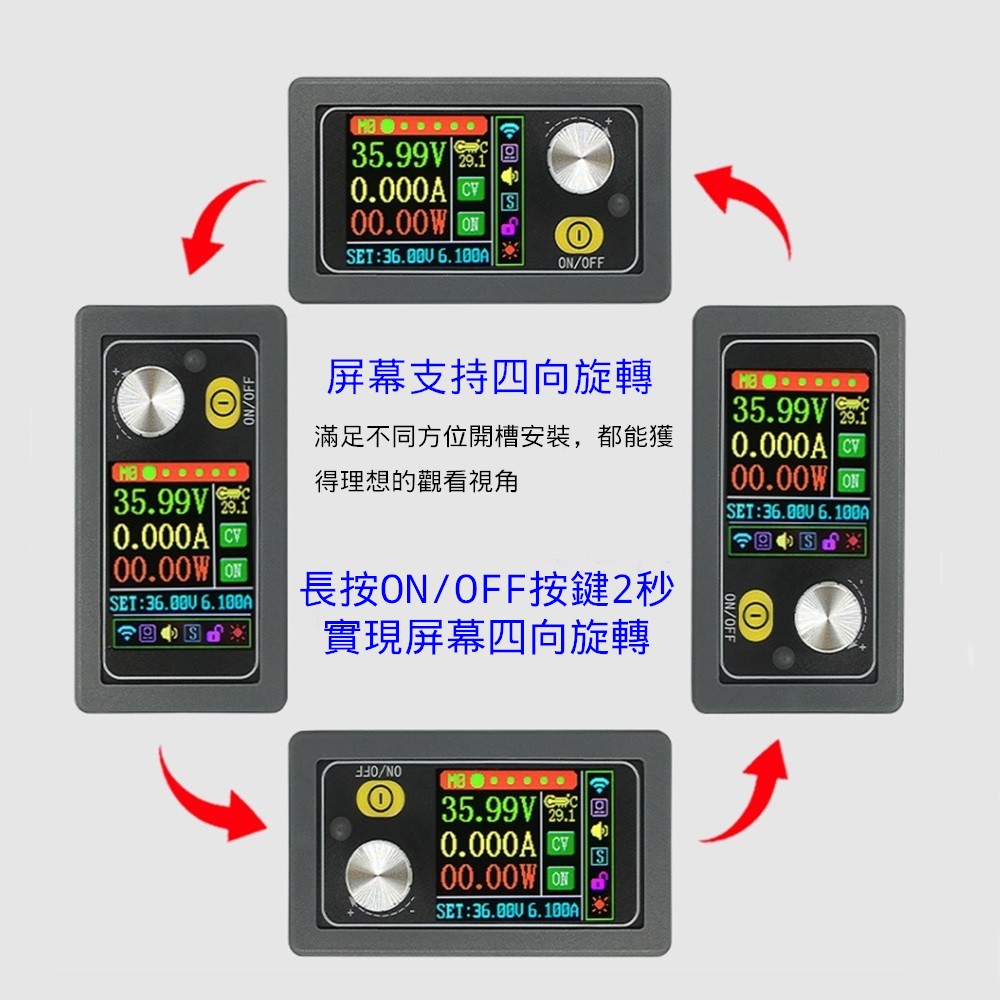 M0
35.99V
℃
29.1
0.000A
CV
00.00W
ON
S
SET:36.00V 6.100A
+
-
ON/OFF
+
-
ON/OFF
M0
35.99V
℃
29.1
0.000A
CV
00.00W
ON
SET:36.00V 6.100A
S
屏幕支持四向旋轉
滿足不同方位開槽安裝，都能獲
得理想的觀看視角
長按ON/OFF按鍵2秒
實現屏幕四向旋轉
M0
35.99V
℃
29.1
0.000A
CV
00.00W
ON
SET:36.00V 6.100A
S
ON/OFF
-
+
ON/OFF
+
-
M0
35.99V
℃
29.1
0.000A
CV
00.00W
ON
S
SET:36.00V 6.100A